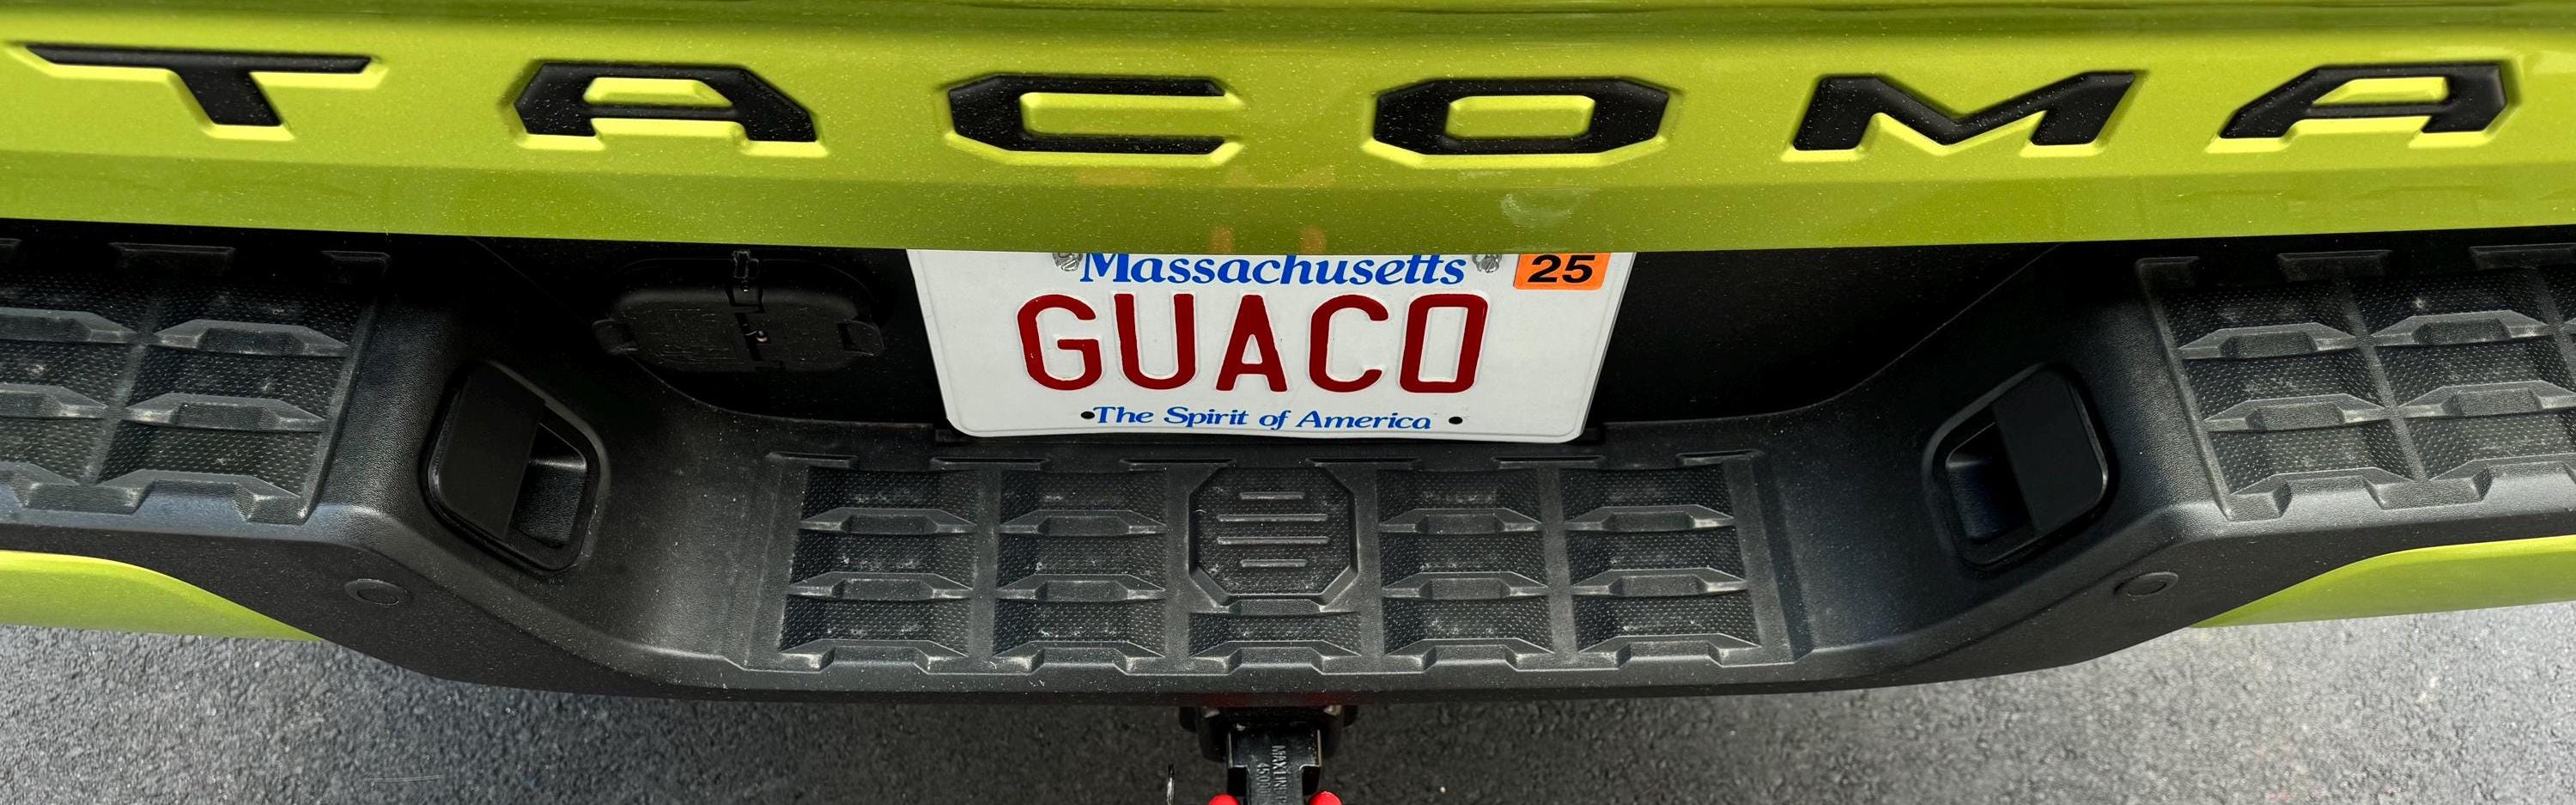 TACOMA
Massachusetts 25
GUACO
The Spirit of America